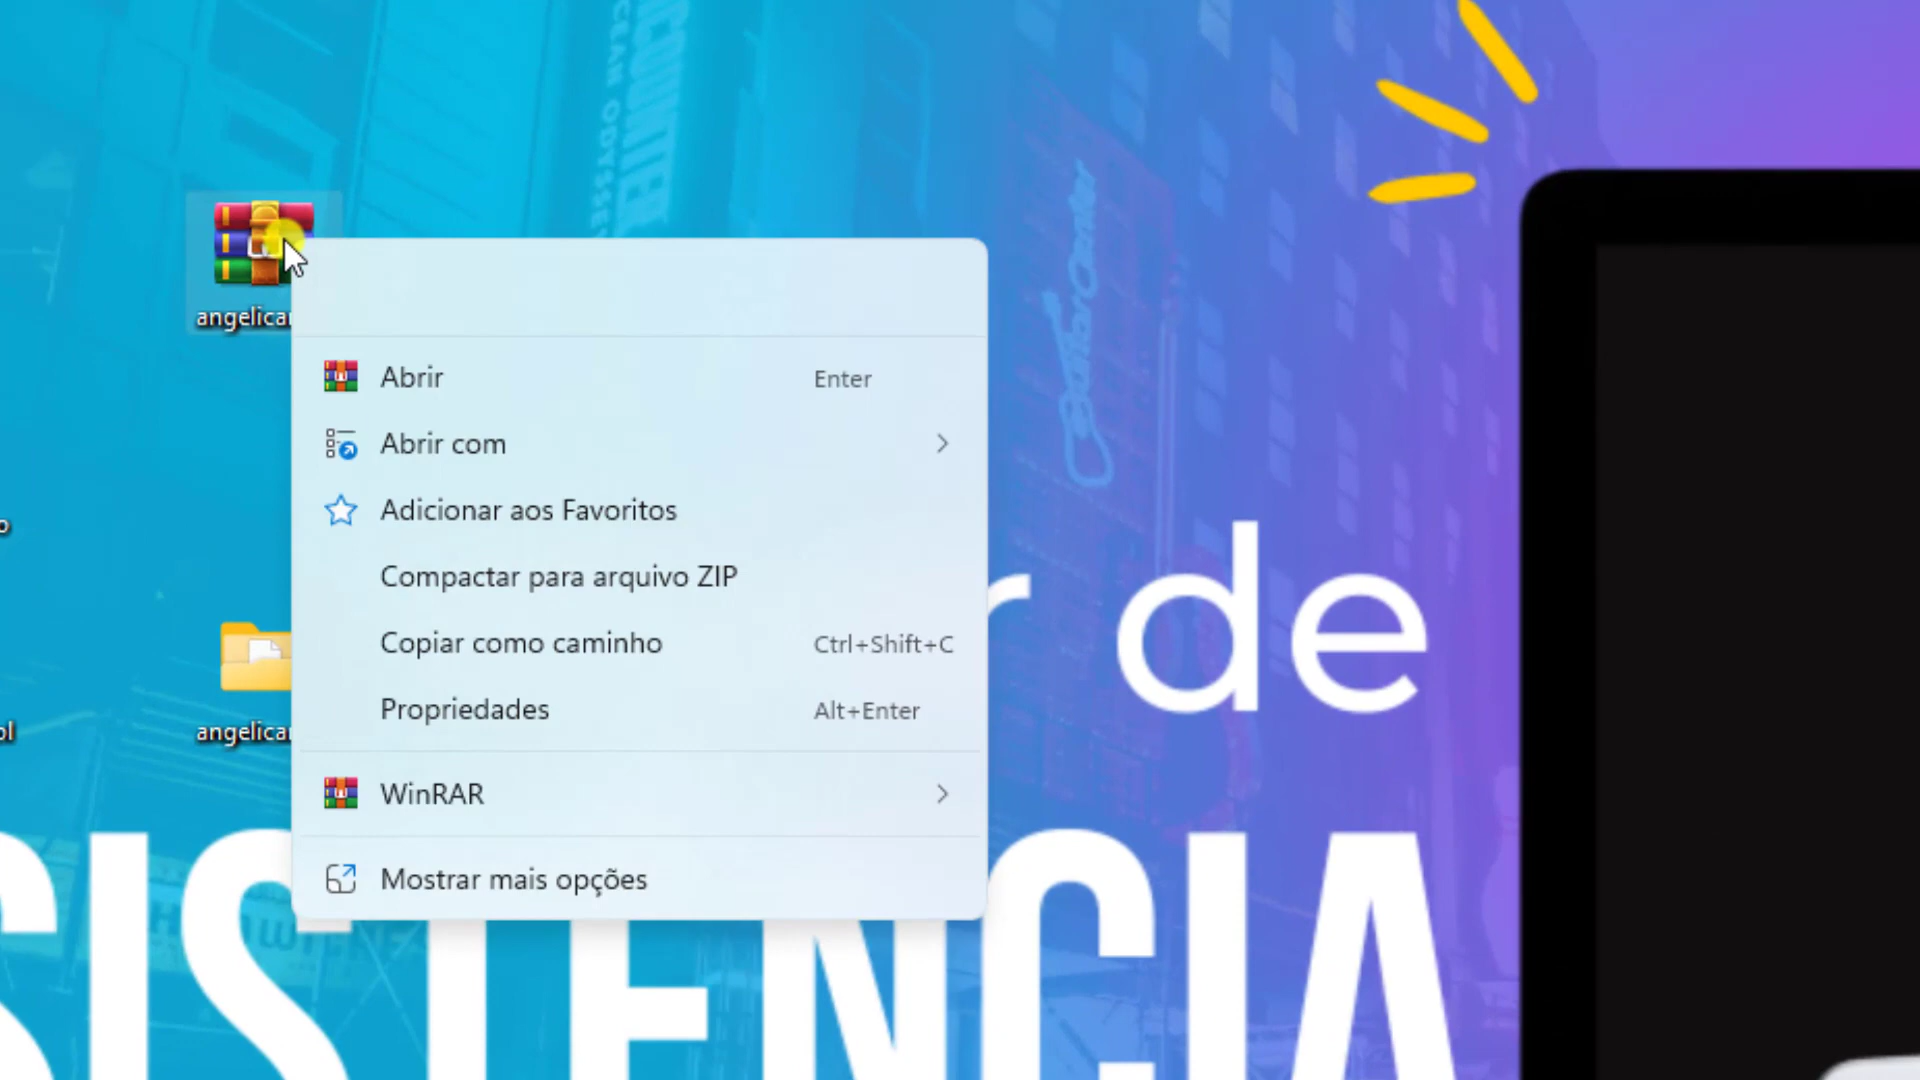 angelica
Abrir Enter
Abrir com
Adicionar aos Favoritos
Compactar para arquivo ZIP
Copiar como caminho Ctrl+Shift+C
Propriedades Alt+Enter
angelica
WinRAR
Mostrar mais opções
r de
SISTENCIA